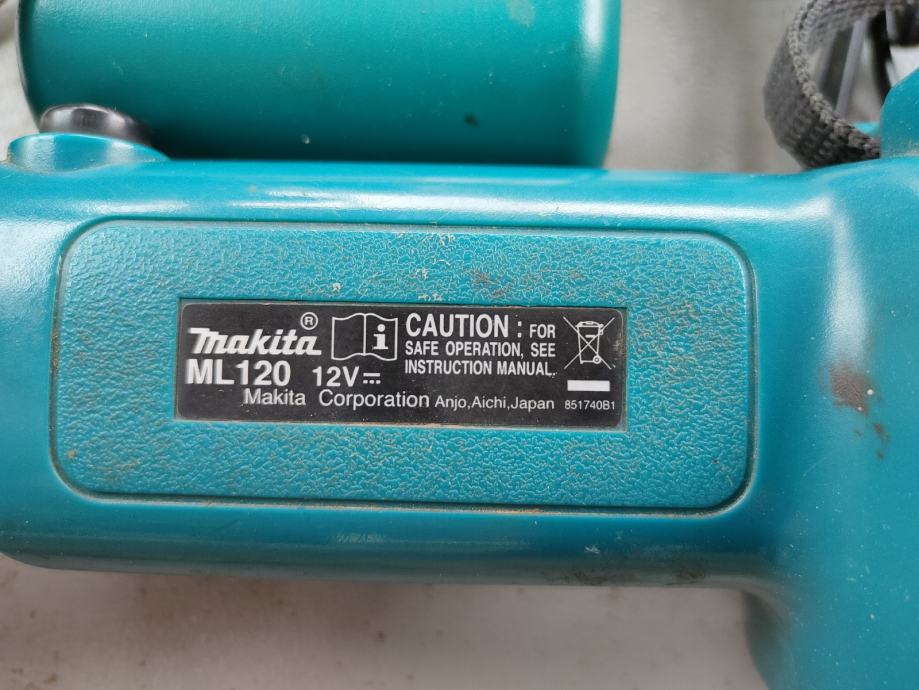 makita®
CAUTION : FOR
SAFE OPERATION, SEE
INSTRUCTION MANUAL.
ML120 12V
Makita Corporation Anjo,Aichi,Japan 851740B1